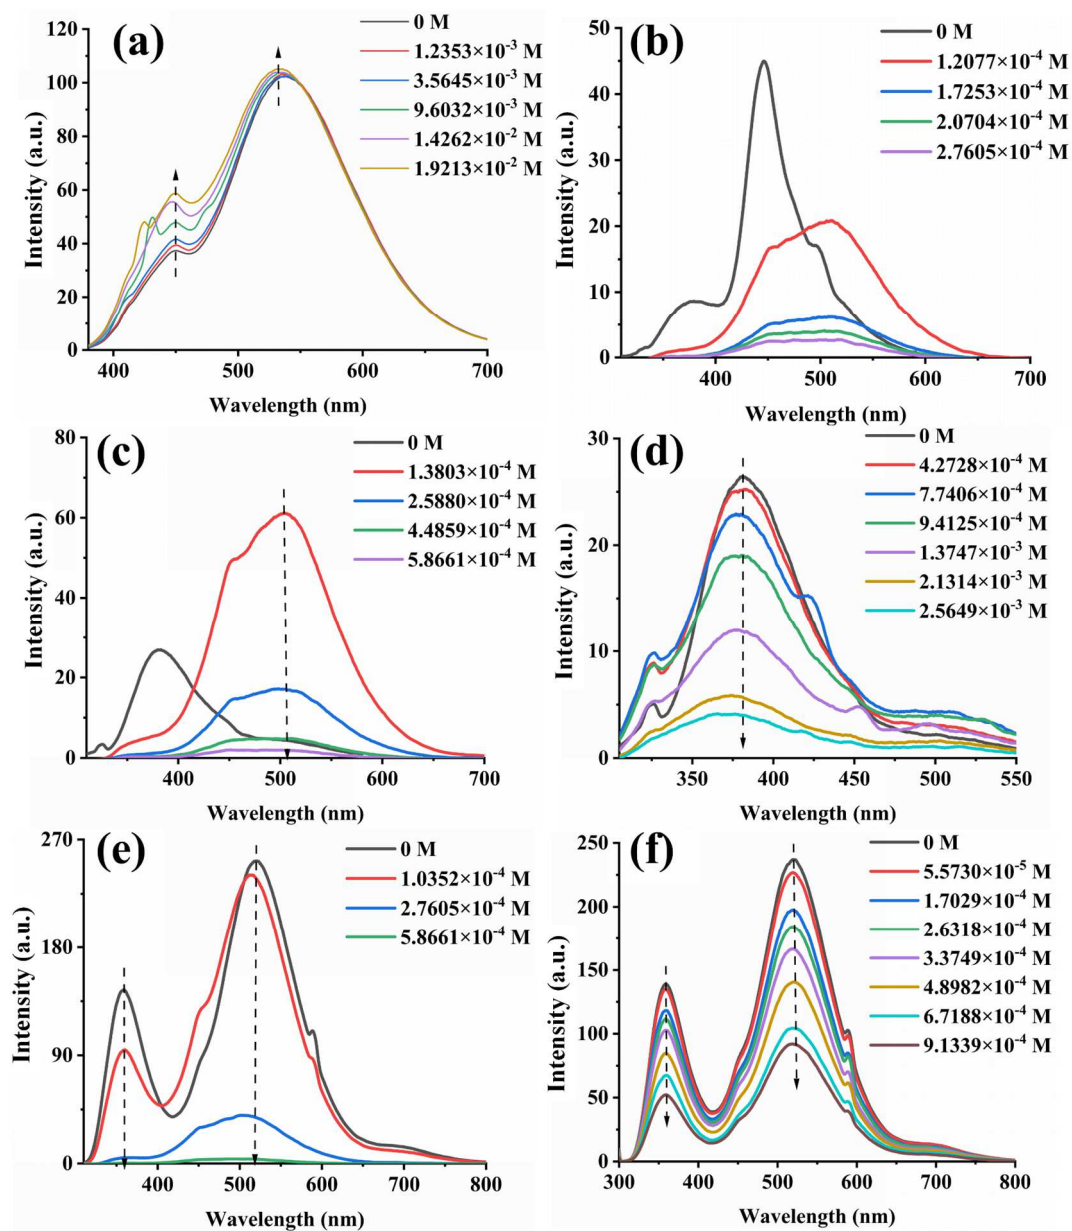 (a)
0 M
1.2353×10⁻³ M
3.5645×10⁻³ M
9.6032×10⁻³ M
1.4262×10⁻² M
1.9213×10⁻² M
Intensity (a.u.)
120
100
80
60
40
20
0
400 500 600 700
Wavelength (nm)
(b)
0 M
1.2077×10⁻⁴ M
1.7253×10⁻⁴ M
2.0704×10⁻⁴ M
2.7605×10⁻⁴ M
Intensity (a.u.)
50
40
30
20
10
0
400 500 600 700
Wavelength (nm)
(c)
0 M
1.3803×10⁻⁴ M
2.5880×10⁻⁴ M
4.4859×10⁻⁴ M
5.8661×10⁻⁴ M
Intensity (a.u.)
80
60
40
20
0
400 500 600 700
Wavelength (nm)
(d)
0 M
4.2728×10⁻⁴ M
7.7406×10⁻⁴ M
9.4125×10⁻⁴ M
1.3747×10⁻³ M
2.1314×10⁻³ M
2.5649×10⁻³ M
Intensity (a.u.)
30
20
10
0
350 400 450 500 550
Wavelength (nm)
(e)
0 M
1.0352×10⁻⁴ M
2.7605×10⁻⁴ M
5.8661×10⁻⁴ M
Intensity (a.u.)
270
180
90
0
400 500 600 700 800
Wavelength (nm)
(f)
0 M
5.5730×10⁻⁵ M
1.7029×10⁻⁴ M
2.6318×10⁻⁴ M
3.3749×10⁻⁴ M
4.8982×10⁻⁴ M
6.7188×10⁻⁴ M
9.1339×10⁻⁴ M
Intensity (a.u.)
250
200
150
100
50
0
300 400 500 600 700 800
Wavelength (nm)